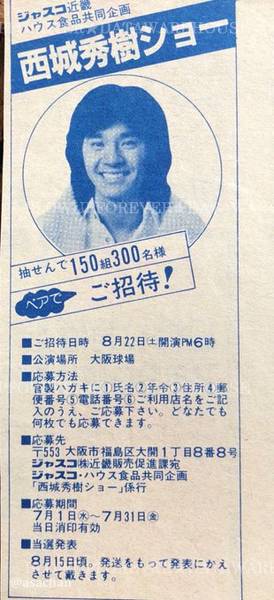 ジャスコ近畿
ハウス食品共同企画
西城秀樹ショー
抽せんで150組300名様
ペアで
ご招待!
■ご招待日時 8月22日㊏開演PM6時
■公演場所 大阪球場
■応募方法
官製ハガキに①氏名②年令③住所④郵
便番号⑤電話番号⑥ご利用店名をご記
入のうえ、ご応募下さい。どなたでも
何枚でも応募できます。
■応募先
〒553 大阪市福島区大開1丁目8番8号
ジャスコ㈱近畿販売促進課宛
ジャスコ・ハウス食品共同企画
「西城秀樹ショー」係行
■応募期間
7月1日㊌〜7月31日㊎
当日消印有効
■当選発表
8月15日頃。発送をもって発表にかえ
させて戴きます。
@asachan